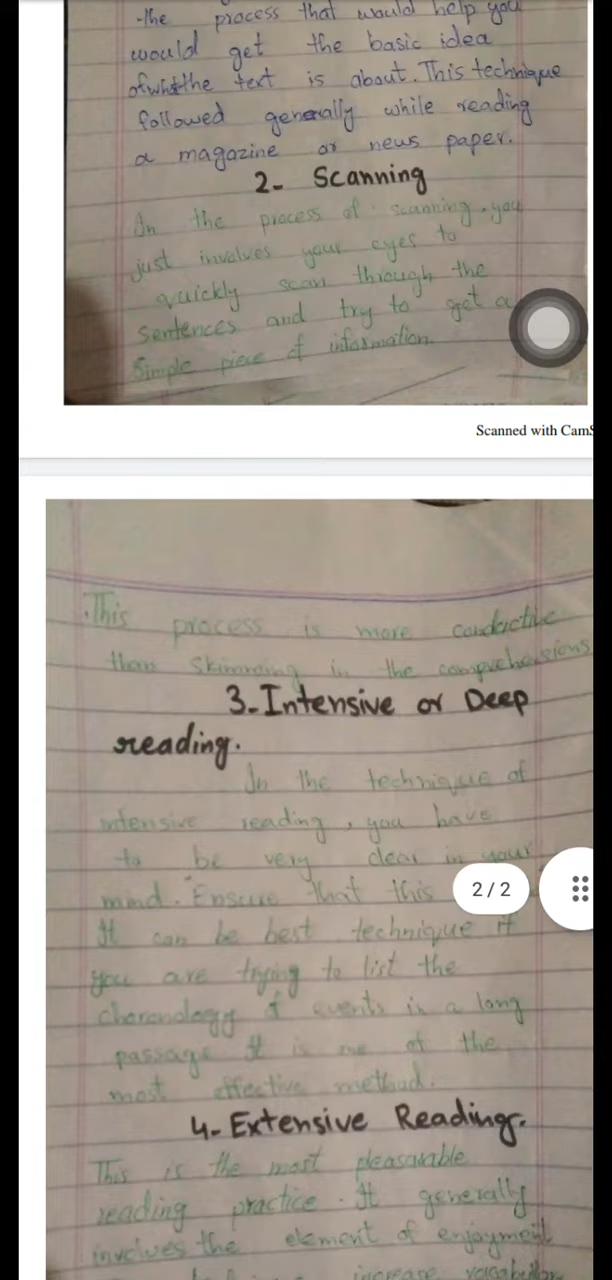 the process that would help you
would get the basic idea
of what the text is about. This technique
followed generally while reading
a magazine or news paper.
2- Scanning
In the process of scanning, you
just involves your eyes to
quickly scan through the
sentences and try to get a
Simple piece of information.
Scanned with CamS
This process is more conductive
than Skimming in the comprehensions
3-Intensive or Deep
reading.
In the technique of
intensive reading, you have
to be very clear in your
mind. Ensure that this
2 / 2
It can be best technique if
you are trying to list the
charonology of events in a long
passage It is one of the
most effective method.
4-Extensive Reading.
This is the most pleasurable
reading practice. It generally
involves the element of enjoyment
increase